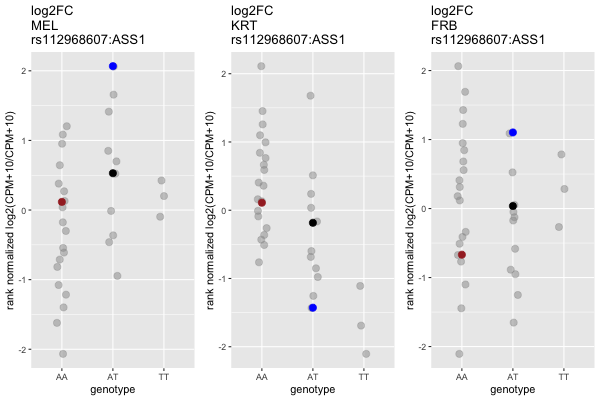 log2FC
MEL
rs112968607:ASS1
rank normalized log2(CPM+10/CPM+10)
2
1
0
-1
-2
AA
AT
TT
genotype
log2FC
KRT
rs112968607:ASS1
rank normalized log2(CPM+10/CPM+10)
2
1
0
-1
-2
AA
AT
TT
genotype
log2FC
FRB
rs112968607:ASS1
rank normalized log2(CPM+10/CPM+10)
2
1
0
-1
-2
AA
AT
TT
genotype